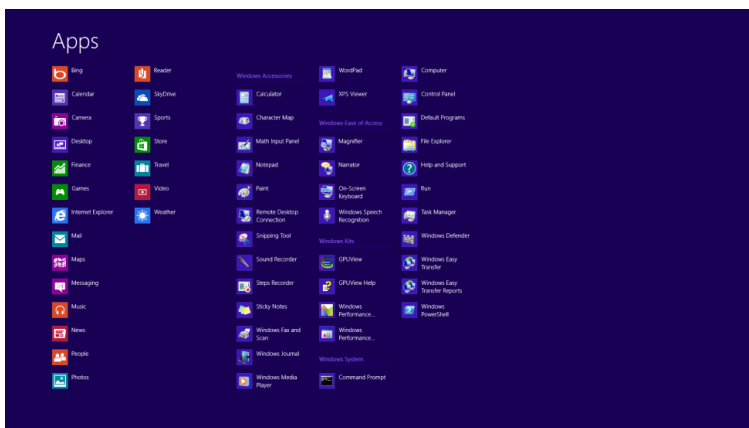 Apps
Bing
Calendar
Camera
Desktop
Finance
Games
Internet Explorer
Mail
Maps
Messaging
Music
News
People
Photos
Reader
SkyDrive
Sports
Store
Travel
Video
Weather
Windows Accessories
Calculator
Character Map
Math Input Panel
Notepad
Paint
Remote Desktop
Connection
Snipping Tool
Sound Recorder
Steps Recorder
Sticky Notes
Windows Fax and
Scan
Windows Journal
Windows Media
Player
WordPad
XPS Viewer
Windows Ease of Access
Magnifier
Narrator
On-Screen
Keyboard
Windows Speech
Recognition
Windows Kits
GPUView
GPUView Help
Windows
Performance...
Windows
Performance...
Windows System
Command Prompt
Computer
Control Panel
Default Programs
File Explorer
Help and Support
Run
Task Manager
Windows Defender
Windows Easy
Transfer
Windows Easy
Transfer Reports
Windows
PowerShell